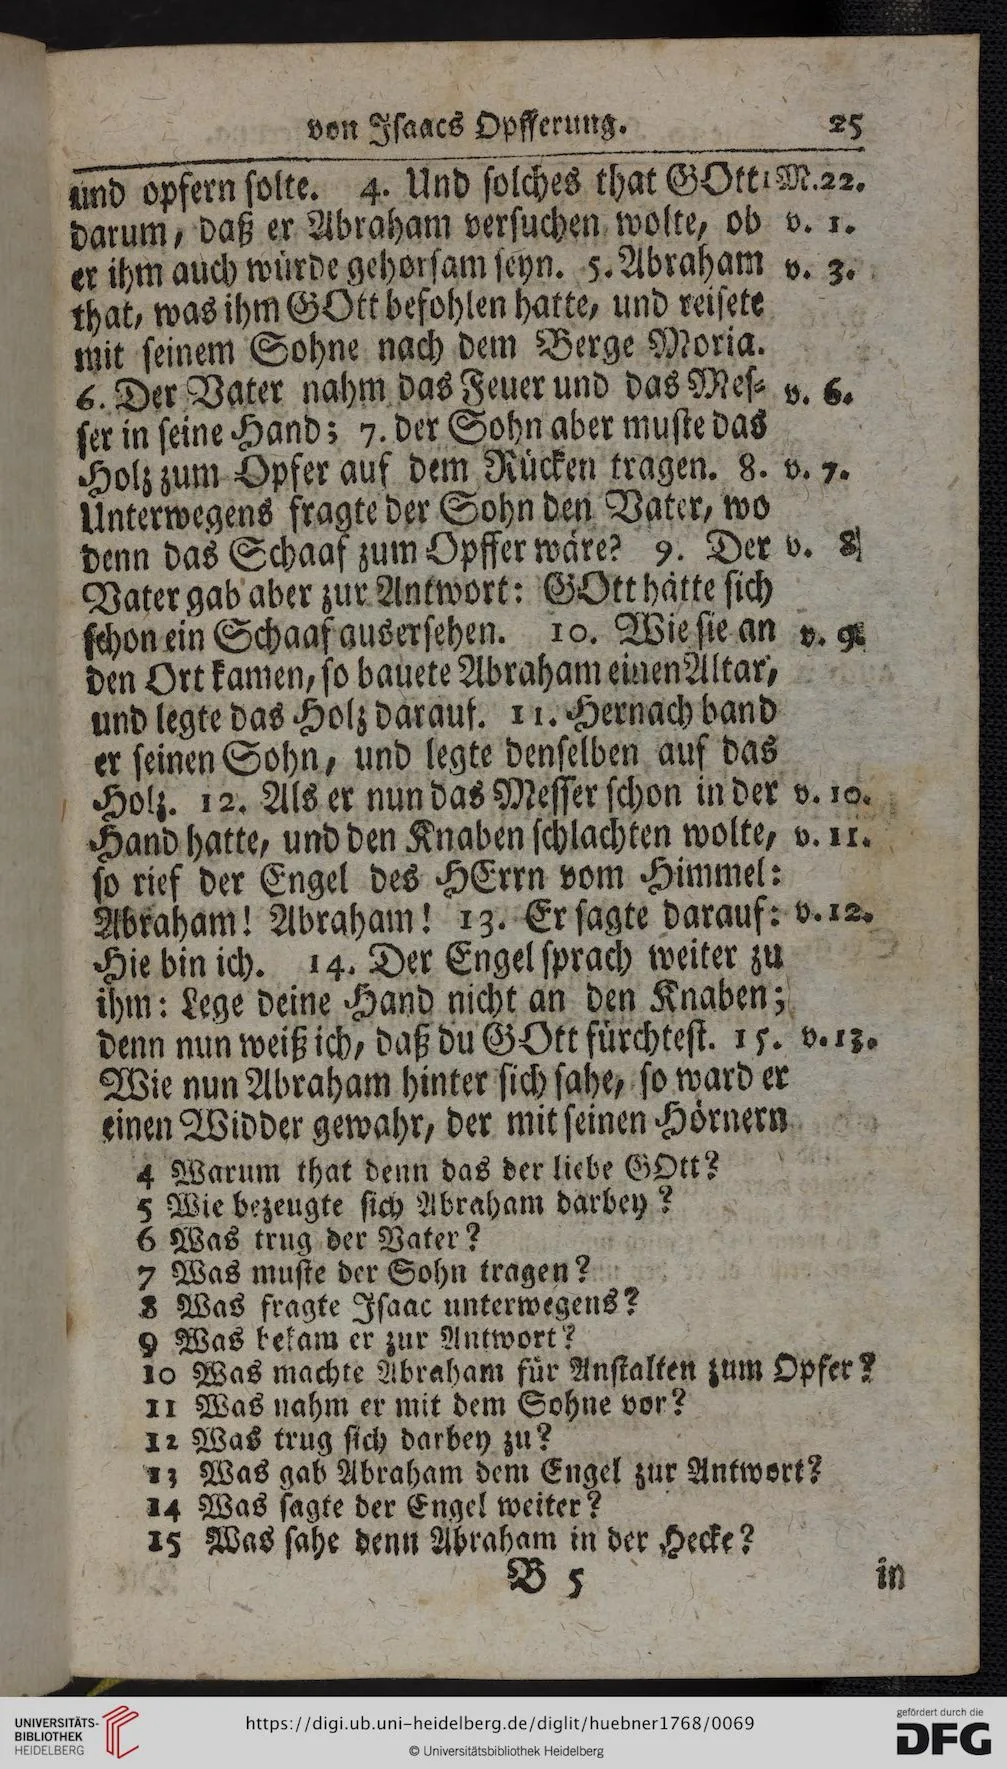 von Isaacs Opfferung. 25
und opfern solte. 4. Und solches that GOtt 1 M. 22.
darum, daß er Abraham versuchen wolte, ob v. 1.
er ihm auch würde gehorsam seyn. 5. Abraham v. 3.
that, was ihm GOtt befohlen hatte, und reisete
mit seinem Sohne nach dem Berge Moria.
6. Der Vater nahm das Feuer und das Mes- v. 6.
ser in seine Hand; 7. der Sohn aber muste das
Holz zum Opfer auf dem Rücken tragen. 8. v. 7.
Unterwegens fragte der Sohn den Vater, wo
denn das Schaaf zum Opffer wäre? 9. Der v. 8
Vater gab aber zur Antwort: GOtt hätte sich
schon ein Schaaf ausersehen. 10. Wie sie an v. 9.
den Ort kamen, so bauete Abraham einen Altar,
und legte das Holz darauf. 11. Hernach band
er seinen Sohn, und legte denselben auf das
Holz. 12. Als er nun das Messer schon in der v. 10.
Hand hatte, und den Knaben schlachten wolte, v. 11.
so rief der Engel des HErrn vom Himmel:
Abraham! Abraham! 13. Er sagte darauf: v. 12.
Hie bin ich. 14. Der Engel sprach weiter zu
ihm: Lege deine Hand nicht an den Knaben;
denn nun weiß ich, daß du GOtt fürchtest. 15. v. 13.
Wie nun Abraham hinter sich sahe, so ward er
einen Widder gewahr, der mit seinen Hörnern
4 Warum that denn das der liebe GOtt?
5 Wie bezeugte sich Abraham darbey?
6 Was trug der Vater?
7 Was muste der Sohn tragen?
8 Was fragte Isaac unterwegens?
9 Was bekam er zur Antwort?
10 Was machte Abraham für Anstalten zum Opfer?
11 Was nahm er mit dem Sohne vor?
12 Was trug sich darbey zu?
13 Was gab Abraham dem Engel zur Antwort?
14 Was sagte der Engel weiter?
15 Was sahe denn Abraham in der Hecke?
B 5 in
UNIVERSITÄTS-
BIBLIOTHEK
HEIDELBERG
https://digi.ub.uni-heidelberg.de/diglit/huebner1768/0069
© Universitätsbibliothek Heidelberg
gefördert durch die
DFG